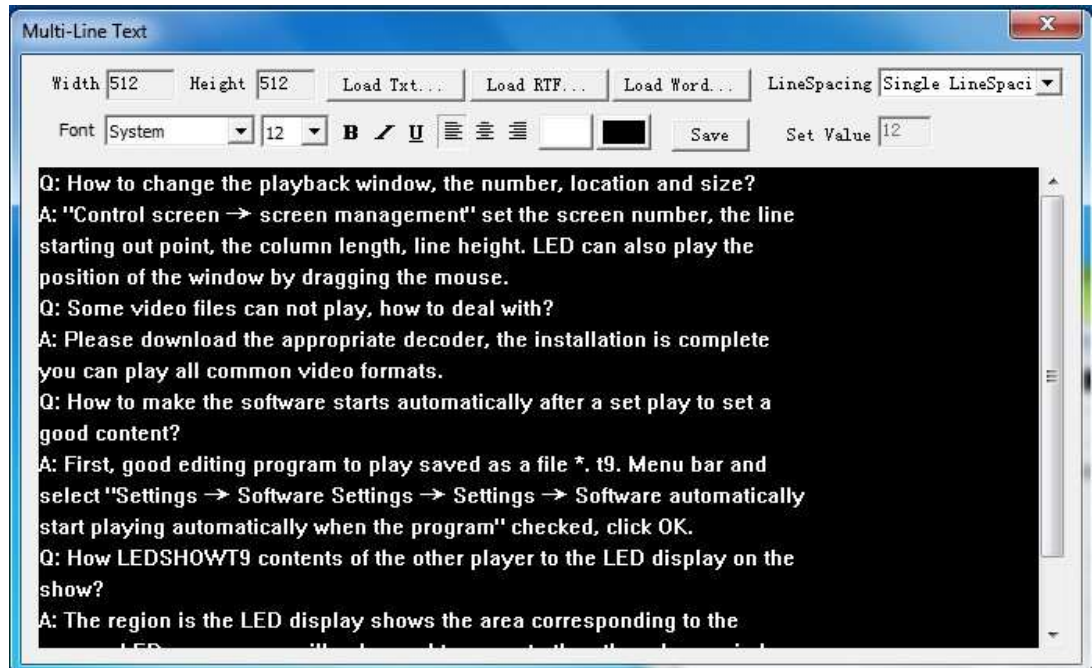 Multi-Line Text
Width 512 Height 512 Load Txt... Load RTF... Load Word... LineSpacing Single LineSpaci
Font System 12 B I U Save Set Value 12
Q: How to change the playback window, the number, location and size?
A: "Control screen → screen management" set the screen number, the line
starting out point, the column length, line height. LED can also play the
position of the window by dragging the mouse.
Q: Some video files can not play, how to deal with?
A: Please download the appropriate decoder, the installation is complete
you can play all common video formats.
Q: How to make the software starts automatically after a set play to set a
good content?
A: First, good editing program to play saved as a file *. t9. Menu bar and
select "Settings → Software Settings → Settings → Software automatically
start playing automatically when the program" checked, click OK.
Q: How LEDSHOWT9 contents of the other player to the LED display on the
show?
A: The region is the LED display shows the area corresponding to the